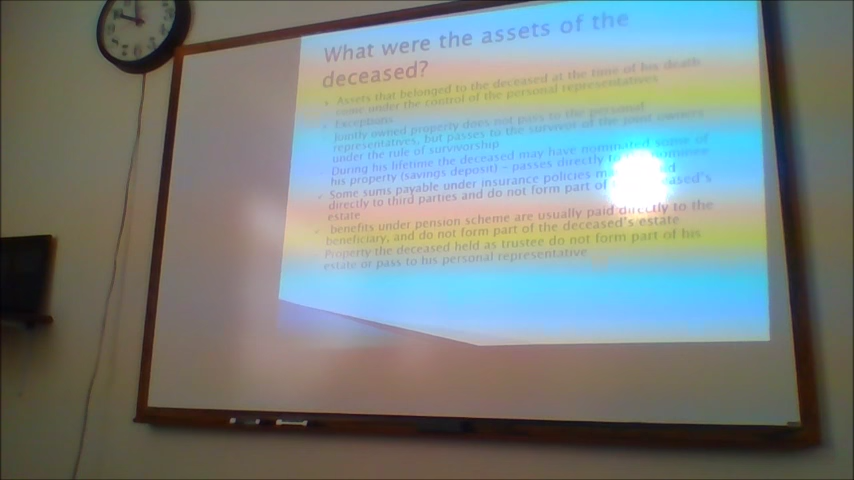 What were the assets of the
deceased?
• Assets that belonged to the deceased at the time of his death
come under the control of the personal representatives
• Exceptions
Jointly owned property does not pass to the personal
representatives, but passes to the survivor of the joint owners
under the rule of survivorship
During his lifetime the deceased may have nominated some of
his property (savings deposit) – passes directly
• Some sums payable under insurance policies
directly to third parties and do not form part of
estate
• benefits under pension scheme are usually paid directly to the
beneficiary, and do not form part of the deceased's estate
Property the deceased held as trustee do not form part of his
estate or pass to his personal representative